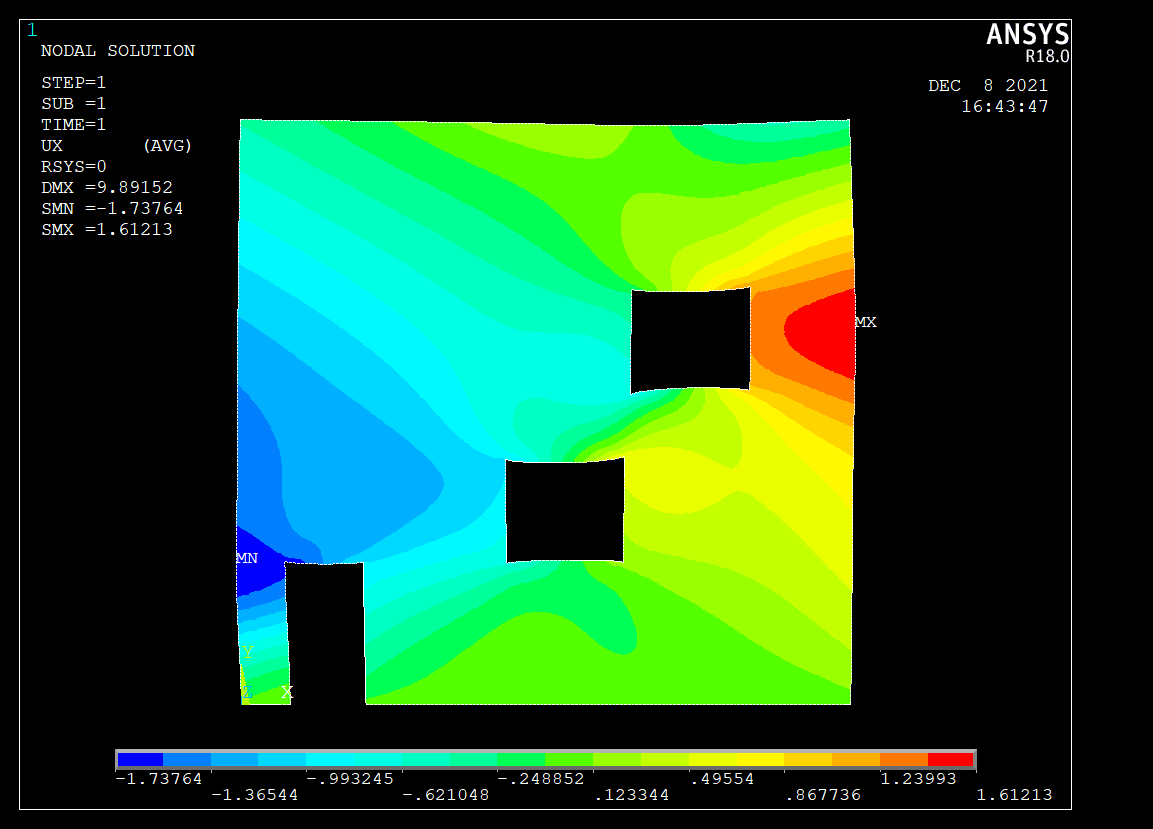 1
NODAL SOLUTION
STEP=1
SUB =1
TIME=1
UX (AVG)
RSYS=0
DMX =9.89152
SMN =-1.73764
SMX =1.61213
ANSYS
R18.0
DEC 8 2021
16:43:47
MX
MN
Y
Z X
-1.73764 -.993245 -.248852 .49554 1.23993
-1.36544 -.621048 .123344 .867736 1.61213